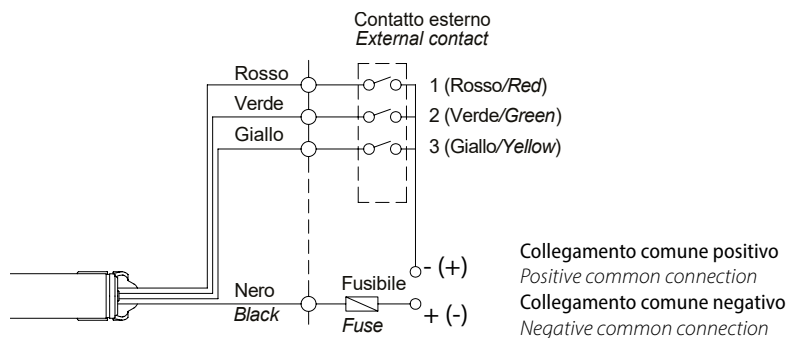 Contatto esterno
External contact
Rosso
1 (Rosso/Red)
Verde
2 (Verde/Green)
Giallo
3 (Giallo/Yellow)
- (+)
Collegamento comune positivo
Positive common connection
Nero
Fusibile
+ (-)
Collegamento comune negativo
Black
Fuse
Negative common connection